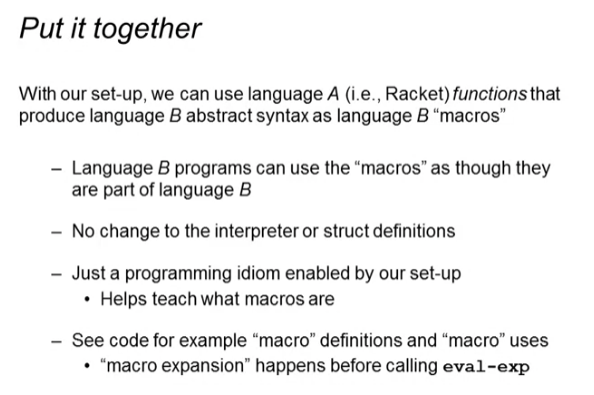 Put it together
With our set-up, we can use language A (i.e., Racket) functions that
produce language B abstract syntax as language B “macros”
– Language B programs can use the “macros” as though they
are part of language B
– No change to the interpreter or struct definitions
– Just a programming idiom enabled by our set-up
• Helps teach what macros are
– See code for example “macro” definitions and “macro” uses
• “macro expansion” happens before calling eval-exp